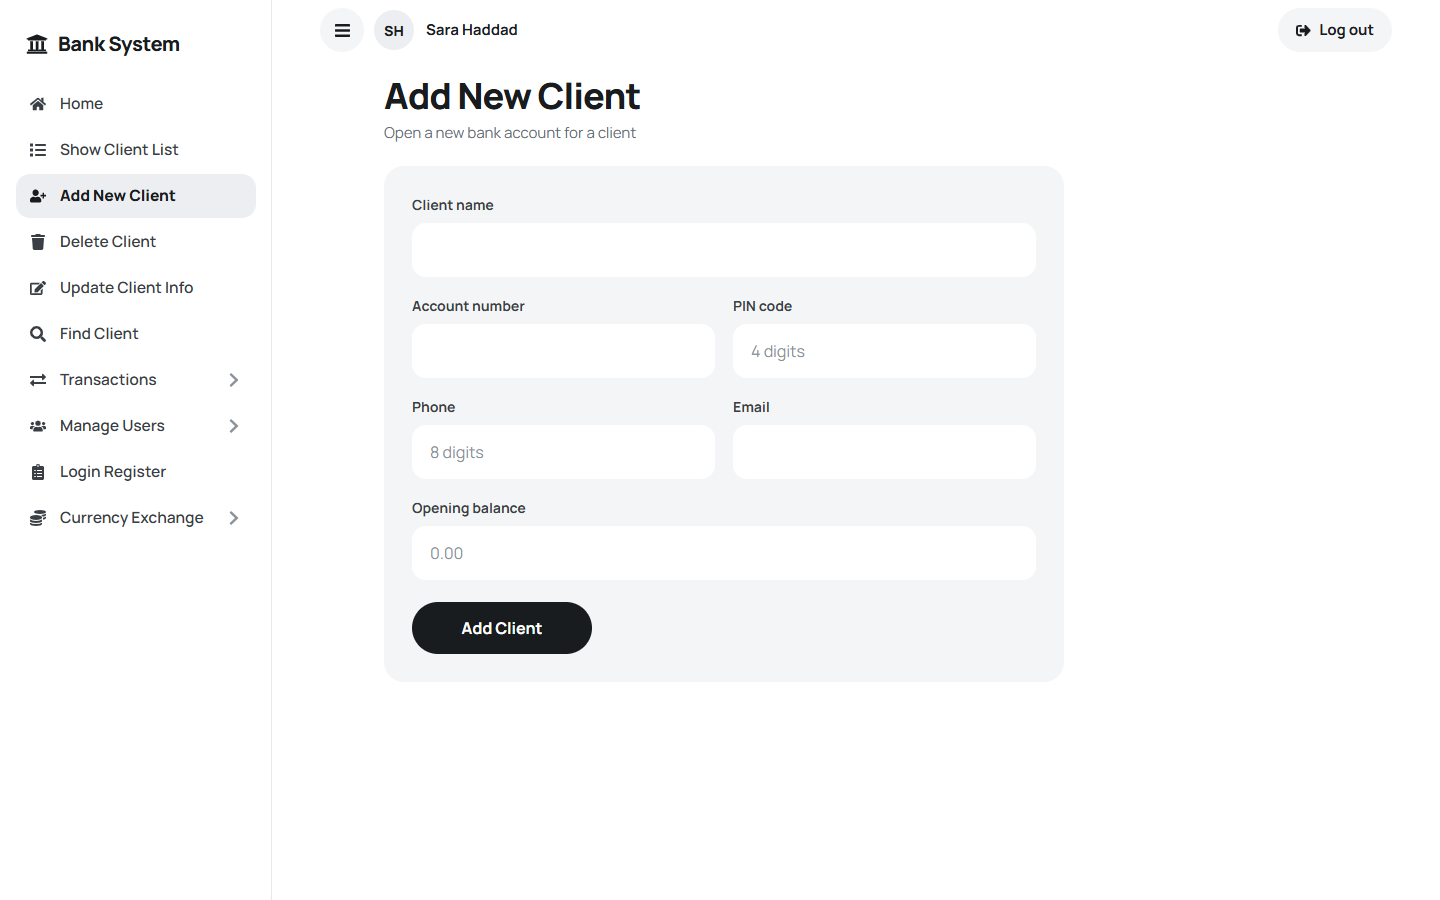 Bank System
Home
Show Client List
Add New Client
Delete Client
Update Client Info
Find Client
Transactions
Manage Users
Login Register
Currency Exchange
SH
Sara Haddad
Log out
Add New Client
Open a new bank account for a client
Client name
Account number
PIN code
4 digits
Phone
Email
8 digits
Opening balance
0.00
Add Client